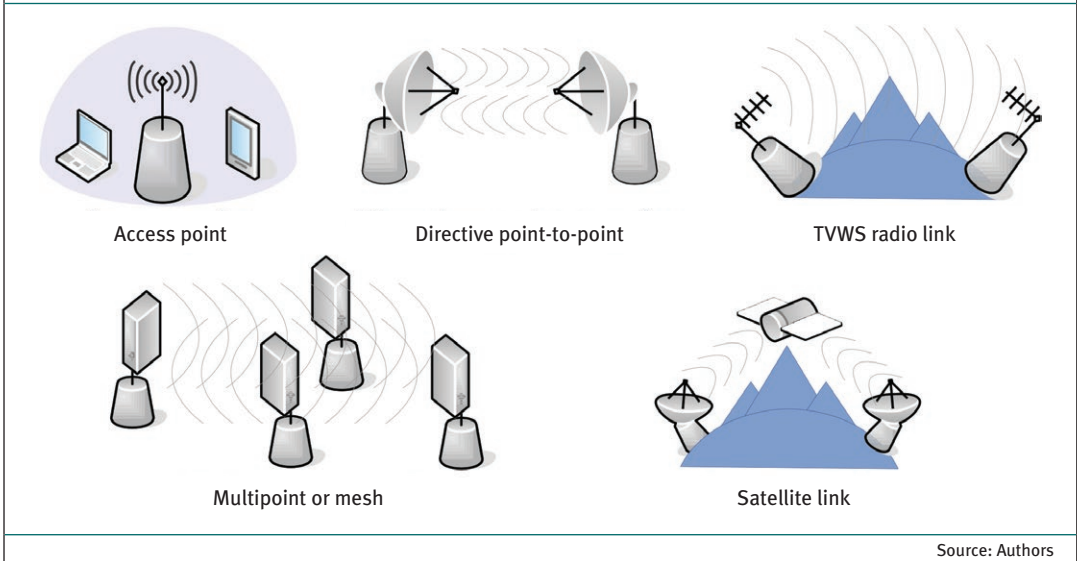 Access point
Directive point-to-point
TVWS radio link
Multipoint or mesh
Satellite link
Source: Authors